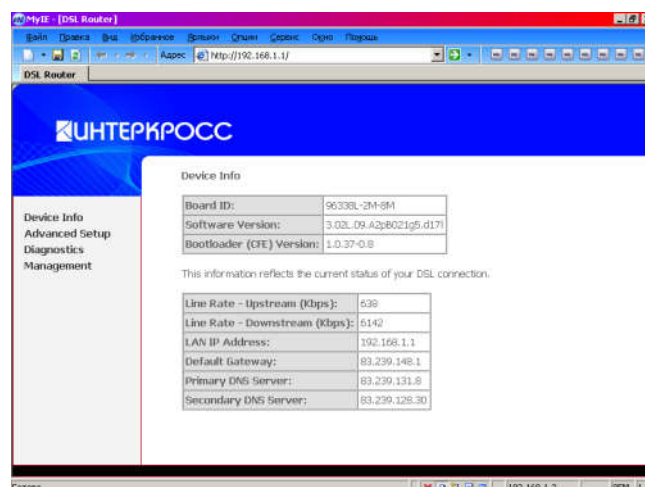 MyIE - [DSL Router]
Файл Правка Вид Избранное Ярлыки Опции Сервис Окно Помощь
Адрес http://192.168.1.1/
DSL Router
ИНТЕРКРОСС
Device Info
Advanced Setup
Diagnostics
Management
Device Info
Board ID: 96338L-2M-8M
Software Version: 3.02L.09.A2pB021g5.d17l
Bootloader (CFE) Version: 1.0.37-0.8
This information reflects the current status of your DSL connection.
Line Rate - Upstream (Kbps): 638
Line Rate - Downstream (Kbps): 6142
LAN IP Address: 192.168.1.1
Default Gateway: 83.239.148.1
Primary DNS Server: 83.239.131.8
Secondary DNS Server: 83.239.128.30